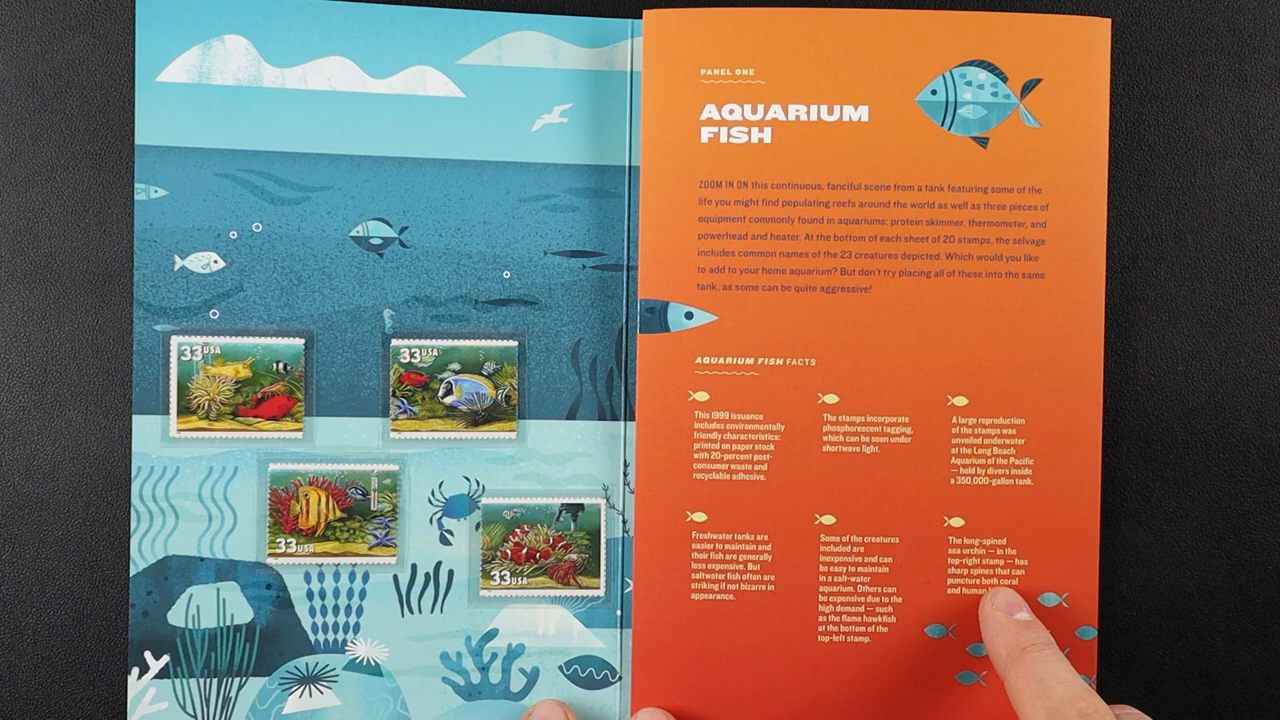 33USA
33USA
33USA
33USA
PANEL ONE
AQUARIUM
FISH
ZOOM IN ON this continuous, fanciful scene from a tank featuring some of the
life you might find populating reefs around the world as well as three pieces of
equipment commonly found in aquariums: protein skimmer, thermometer, and
powerhead and heater. At the bottom of each sheet of 20 stamps, the selvage
includes common names of the 23 creatures depicted. Which would you like
to add to your home aquarium? But don't try placing all of these into the same
tank, as some can be quite aggressive!
AQUARIUM FISH FACTS
This 1999 issuance
includes environmentally
friendly characteristics:
printed on paper stock
with 20-percent post-
consumer waste and
recyclable adhesive.
The stamps incorporate
phosphorescent tagging,
which can be seen under
shortwave light.
A large reproduction
of the stamps was
unveiled underwater
at the Long Beach
Aquarium of the Pacific
— held by divers inside
a 350,000-gallon tank.
Freshwater tanks are
easier to maintain and
their fish are generally
less expensive. But
saltwater fish often are
striking if not bizarre in
appearance.
Some of the creatures
included are
inexpensive and can
be easy to maintain
in a salt-water
aquarium. Others can
be expensive due to the
high demand — such
as the flame hawkfish
at the bottom of the
top-left stamp.
The long-spined
sea urchin — in the
top-right stamp — has
sharp spines that can
puncture both coral
and human